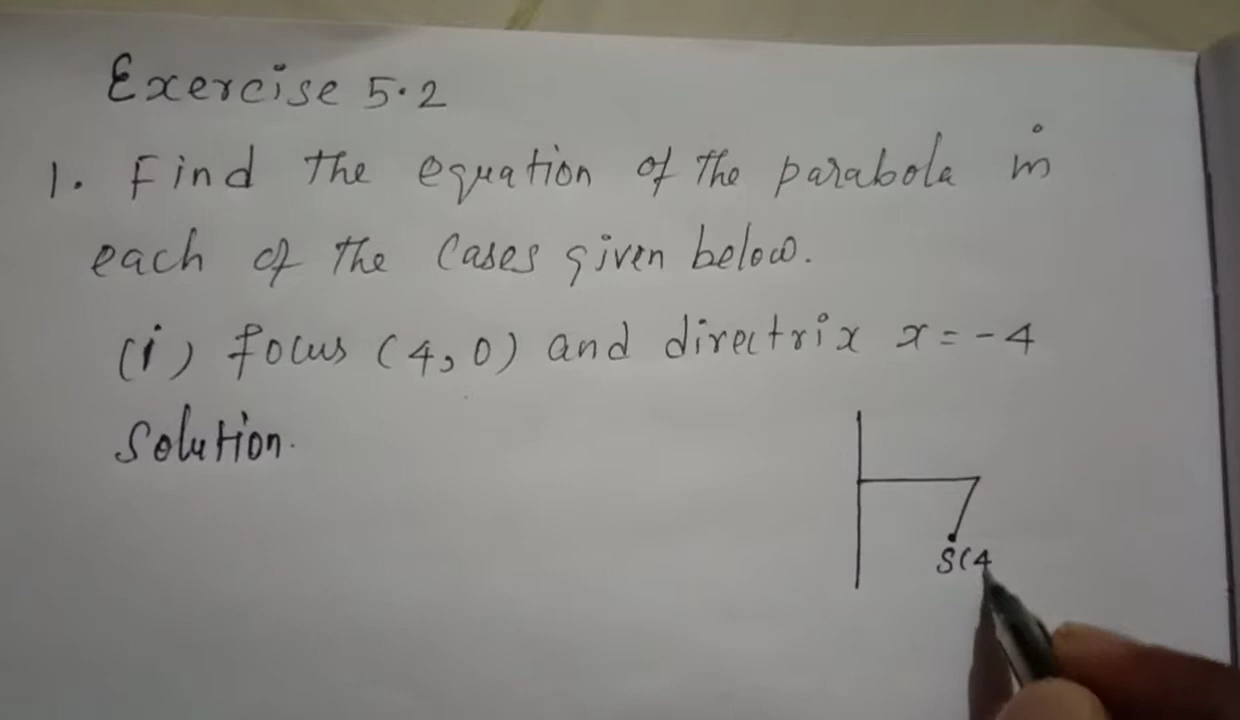 Exercise 5.2
1. Find the equation of the parabola in
each of the cases given below.
(i) focus (4,0) and directrix x = -4
Solution.
S(4